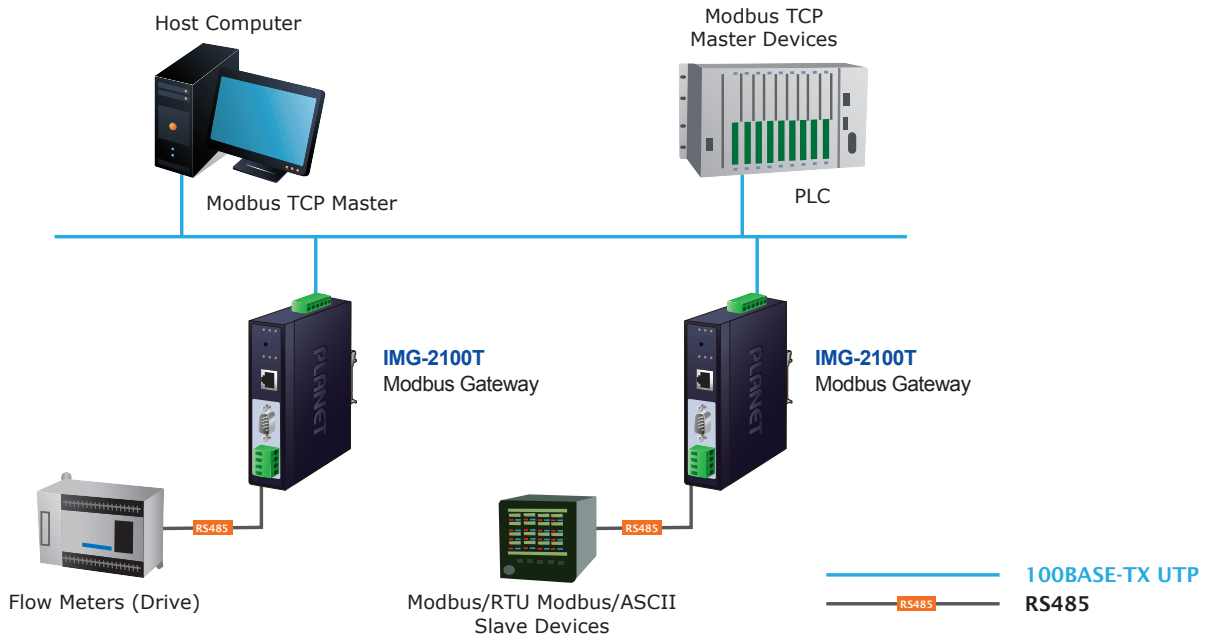 Host Computer
Modbus TCP
Master Devices
Modbus TCP Master
PLC
PLANET
IMG-2100T
Modbus Gateway
PLANET
IMG-2100T
Modbus Gateway
RS485
RS485
Flow Meters (Drive)
Modbus/RTU Modbus/ASCII
Slave Devices
100BASE-TX UTP
RS485
RS485